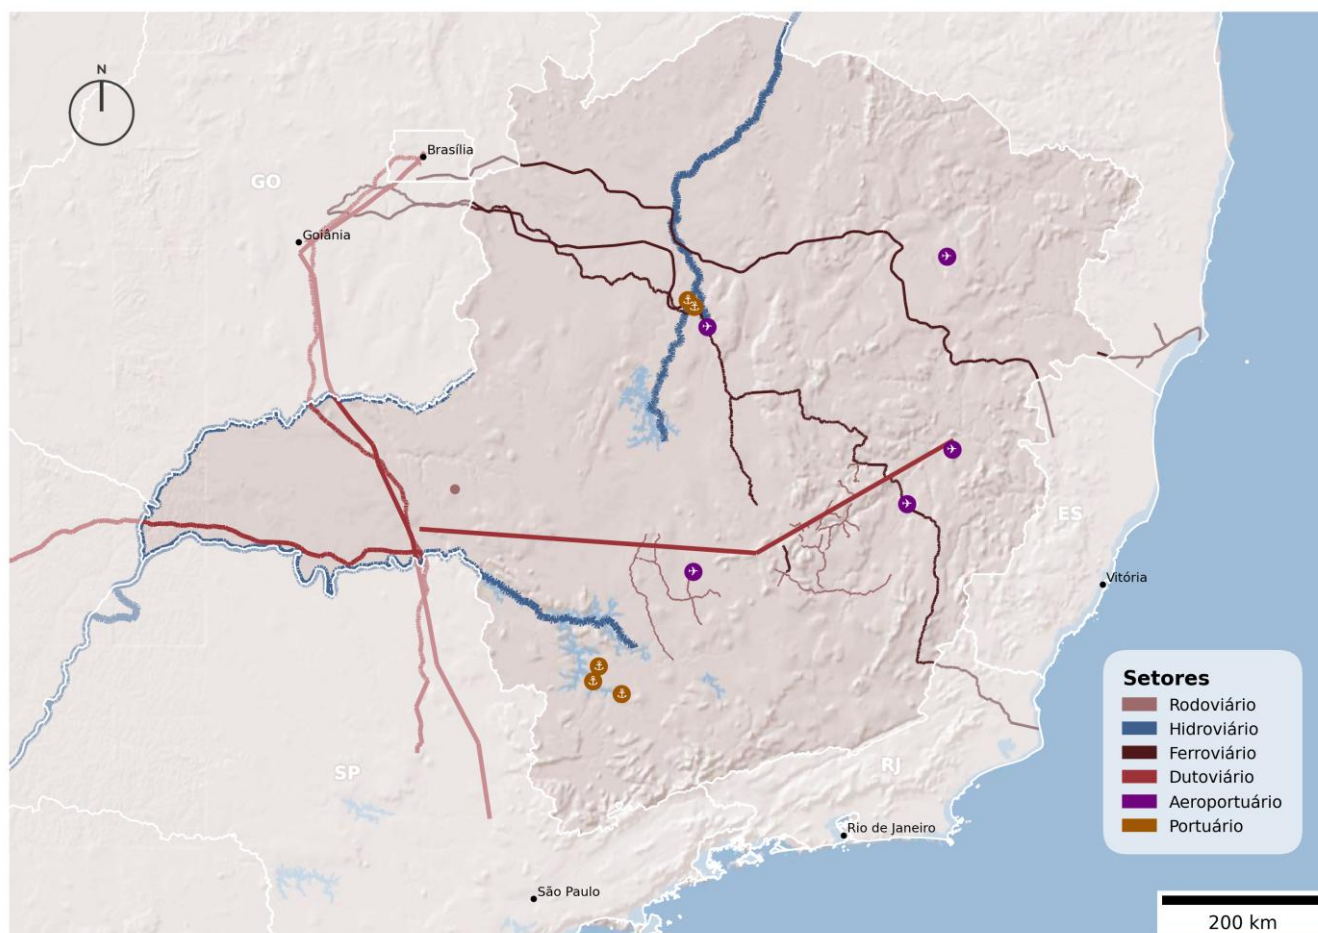 N
Brasília
GO
Goiânia
ES
Vitória
Setores
Rodoviário
Hidroviário
Ferroviário
Dutoviário
Aeroportuário
Portuário
SP
RJ
Rio de Janeiro
São Paulo
200 km